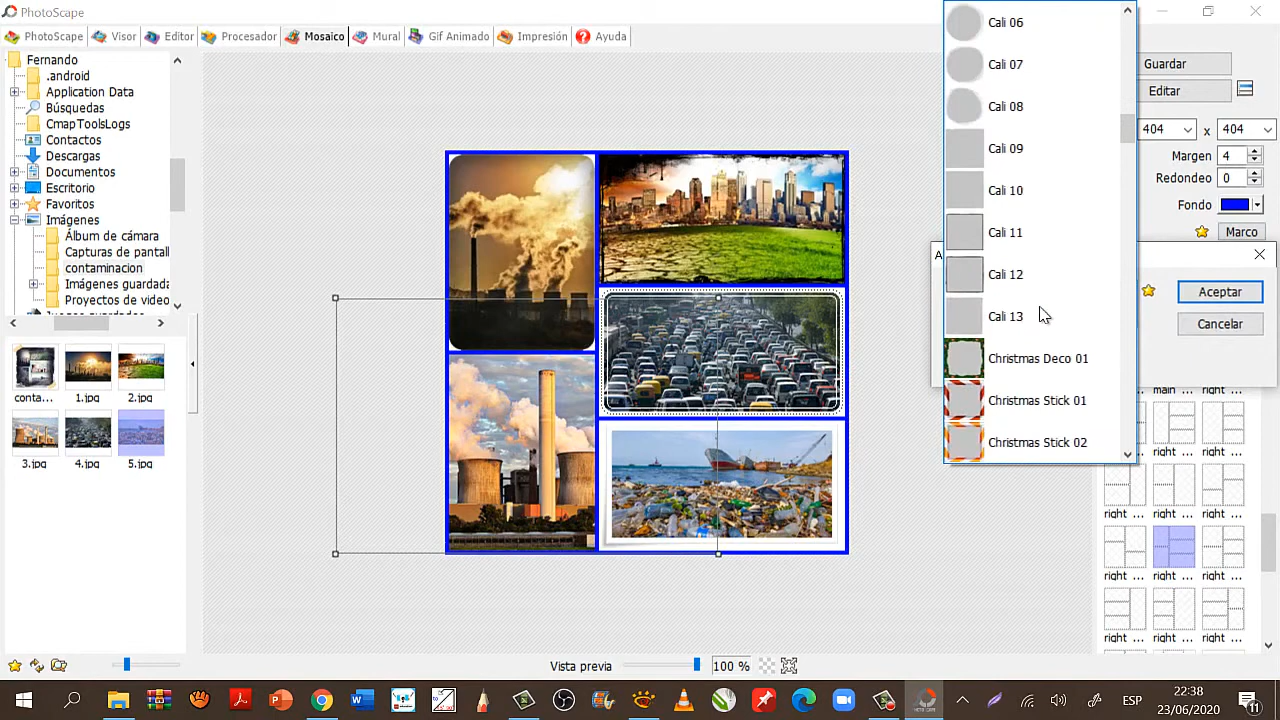 PhotoScape
PhotoScape
Visor
Editor
Procesador
Mosaico
Mural
Gif Animado
Impresión
Ayuda
Fernando
.android
Application Data
Búsquedas
CmapToolsLogs
Contactos
Descargas
Documentos
Escritorio
Favoritos
Imágenes
Álbum de cámara
Capturas de pantal
contaminacion
Imágenes guardada
Proyectos de video
conta...
1.jpg
2.jpg
3.jpg
4.jpg
5.jpg
Cali 06
Cali 07
Cali 08
Cali 09
Cali 10
Cali 11
Cali 12
Cali 13
Christmas Deco 01
Christmas Stick 01
Christmas Stick 02
Guardar
Editar
404 x 404
Margen 4
Redondeo 0
Fondo
Marco
A
Aceptar
Cancelar
right ... main right ...
right ... right ... right ...
right ... right ... right ...
right ... right ... right ...
right ... right ... right ...
Vista previa
100 %
ESP
22:38
23/06/2020
11